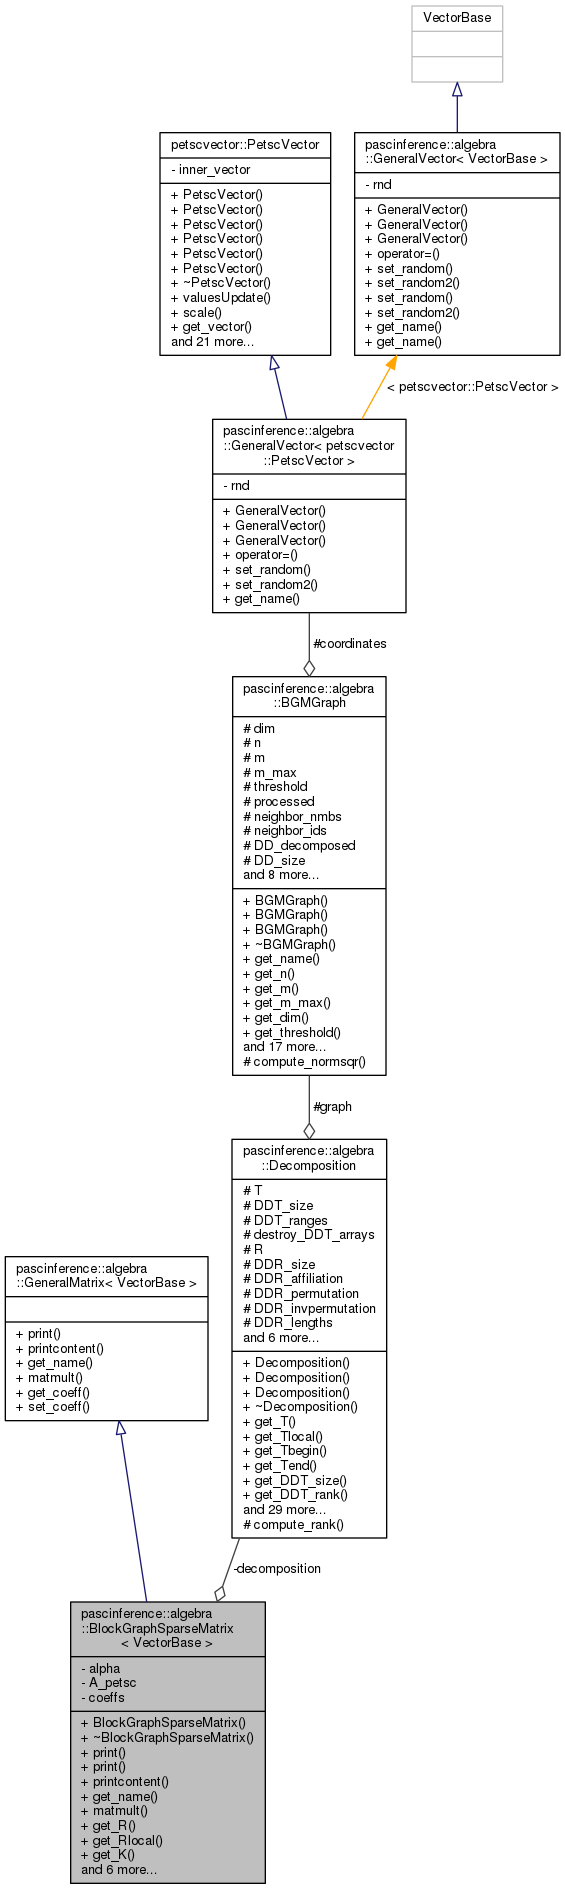 VectorBase
petscvector::PetscVector
- inner_vector
+ PetscVector()
+ PetscVector()
+ PetscVector()
+ PetscVector()
+ PetscVector()
+ PetscVector()
+ ~PetscVector()
+ valuesUpdate()
+ scale()
+ get_vector()
and 21 more...
pascinference::algebra
::GeneralVector< VectorBase >
- rnd
+ GeneralVector()
+ GeneralVector()
+ GeneralVector()
+ operator=()
+ set_random()
+ set_random2()
+ set_random()
+ set_random2()
+ get_name()
+ get_name()
< petscvector::PetscVector >
pascinference::algebra
::GeneralVector< petscvector
::PetscVector >
- rnd
+ GeneralVector()
+ GeneralVector()
+ GeneralVector()
+ operator=()
+ set_random()
+ set_random2()
+ get_name()
#coordinates
pascinference::algebra
::BGMGraph
# dim
# n
# m
# m_max
# threshold
# processed
# neighbor_nmbs
# neighbor_ids
# DD_decomposed
# DD_size
and 8 more...
+ BGMGraph()
+ BGMGraph()
+ BGMGraph()
+ ~BGMGraph()
+ get_name()
+ get_n()
+ get_m()
+ get_m_max()
+ get_dim()
+ get_threshold()
and 17 more...
# compute_normsqr()
#graph
pascinference::algebra
::Decomposition
# T
# DDT_size
# DDT_ranges
# destroy_DDT_arrays
# R
# DDR_size
# DDR_affiliation
# DDR_permutation
# DDR_invpermutation
# DDR_lengths
and 6 more...
+ Decomposition()
+ Decomposition()
+ Decomposition()
+ ~Decomposition()
+ get_T()
+ get_Tlocal()
+ get_Tbegin()
+ get_Tend()
+ get_DDT_size()
+ get_DDT_rank()
and 29 more...
# compute_rank()
pascinference::algebra
::GeneralMatrix< VectorBase >
+ print()
+ printcontent()
+ get_name()
+ matmult()
+ get_coeff()
+ set_coeff()
-decomposition
pascinference::algebra
::BlockGraphSparseMatrix
< VectorBase >
- alpha
- A_petsc
- coeffs
+ BlockGraphSparseMatrix()
+ ~BlockGraphSparseMatrix()
+ print()
+ print()
+ printcontent()
+ get_name()
+ matmult()
+ get_R()
+ get_Rlocal()
+ get_K()
and 6 more...